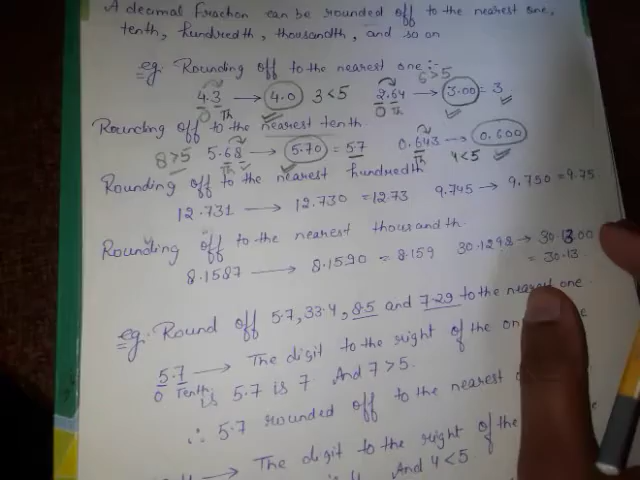 A decimal fraction can be rounded off to the nearest one,
tenth, hundredth, thousandth, and so on
eg. Rounding off to the nearest one :-
4.3 → 4.0 3 < 5 2.64 → 3.00 = 3 6 > 5
O Th O Th
Rounding off to the nearest tenth
8 > 5 5.68 → 5.70 = 5.7 0.643 → 0.600
Th Th 4 < 5
Rounding off to the nearest hundredth
12.731 → 12.730 = 12.73 9.745 → 9.750 = 9.75
Rounding off to the nearest thousandth.
8.1587 → 8.1590 = 8.159 30.1298 → 30.1300
= 30.13.
eg. Round off 5.7, 33.4, 8.5 and 7.29 to the nearest one.
5.7 → The digit to the right of the
O Tenth is 5.7 is 7 And 7 > 5.
∴ 5.7 rounded off to the nearest
→ The digit to the right of the
And 4 < 5